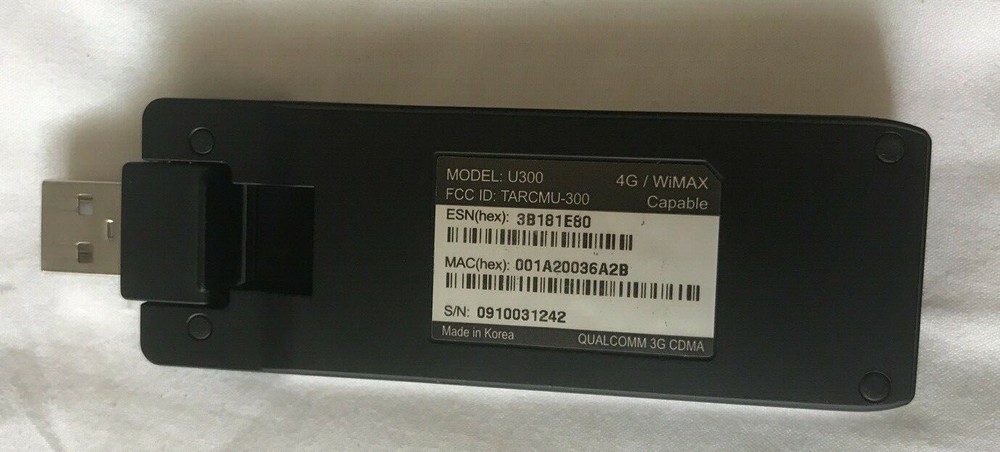 MODEL: U300
4G / WiMAX
FCC ID: TARCMU-300
Capable
ESN(hex): 3B181E80
MAC(hex): 001A20036A2B
S/N: 0910031242
Made in Korea
QUALCOMM 3G CDMA